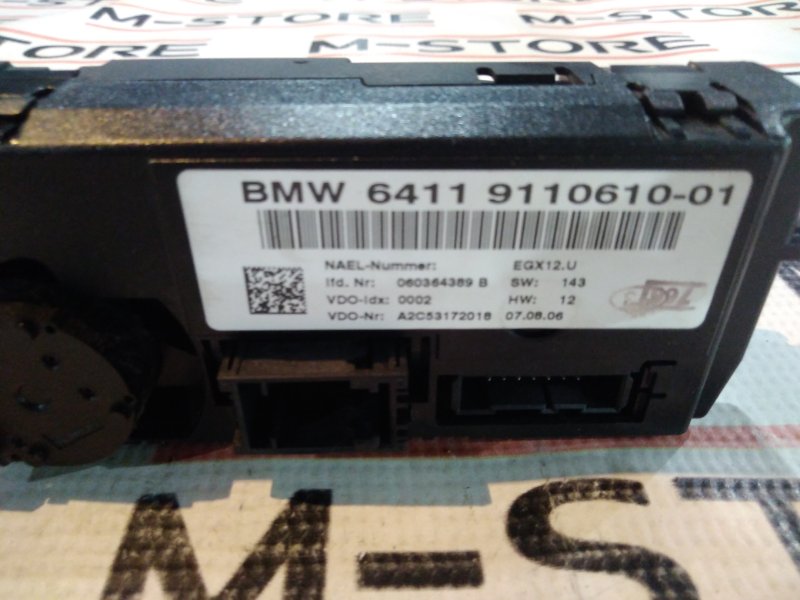 M-STORE
M-STORE
BMW 6411 9110610-01
NAEL-Nummer: EGX12.U
lfd. Nr: 060364389 B SW: 143
VDO-Idx: 0002 HW: 12
VDO-Nr: A2C53172018 07.08.06
M-ST